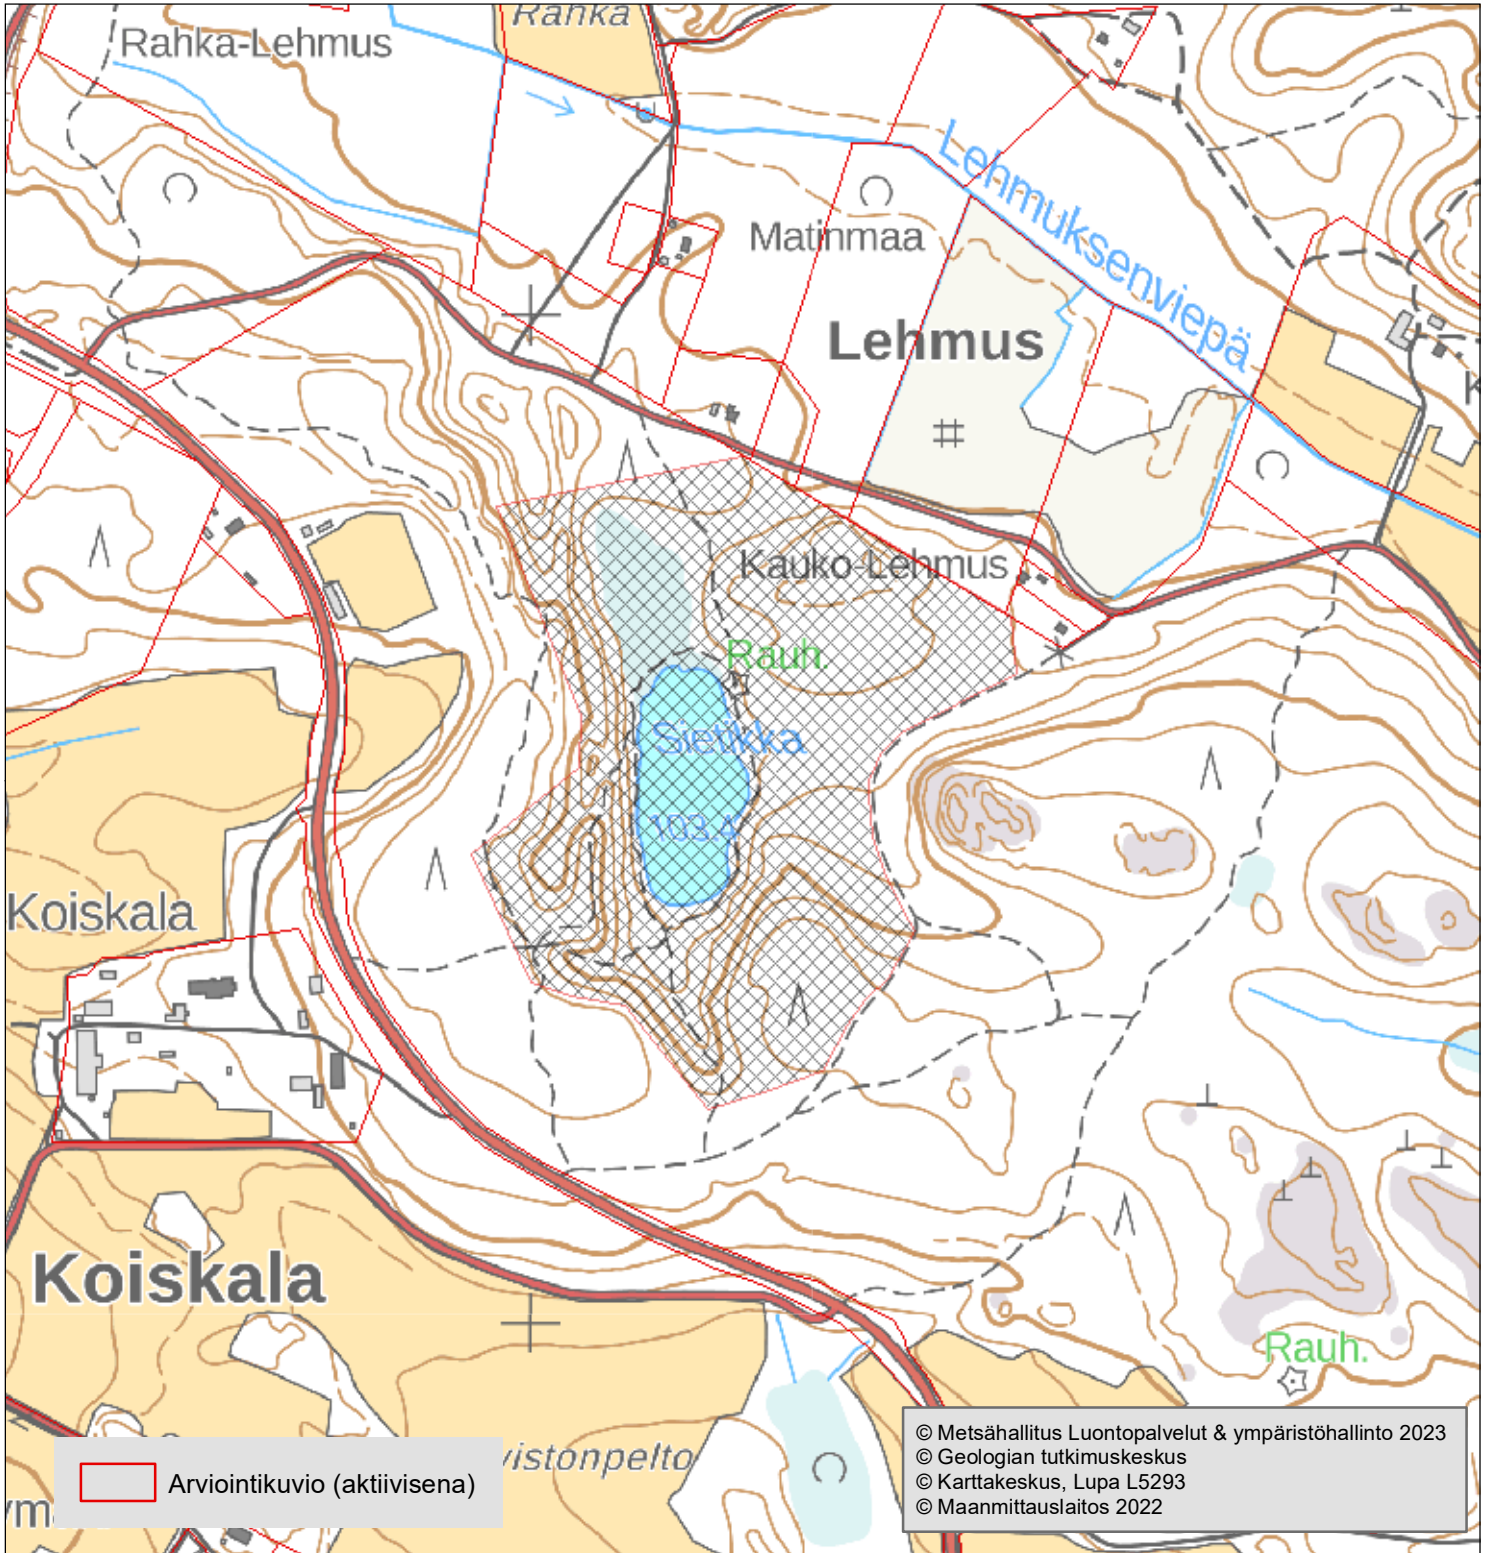 Rahka
Rahka-Lehmus
Lehmuksenviepä
Matinmaa
Lehmus
Kauko-Lehmus
Rauh.
Sietikka
103.4
Koiskala
Koiskala
Rauh.
vistonpelto
Arviointikuvio (aktiivisena)
© Metsähallitus Luontopalvelut & ympäristöhallinto 2023
© Geologian tutkimuskeskus
© Karttakeskus, Lupa L5293
© Maanmittauslaitos 2022